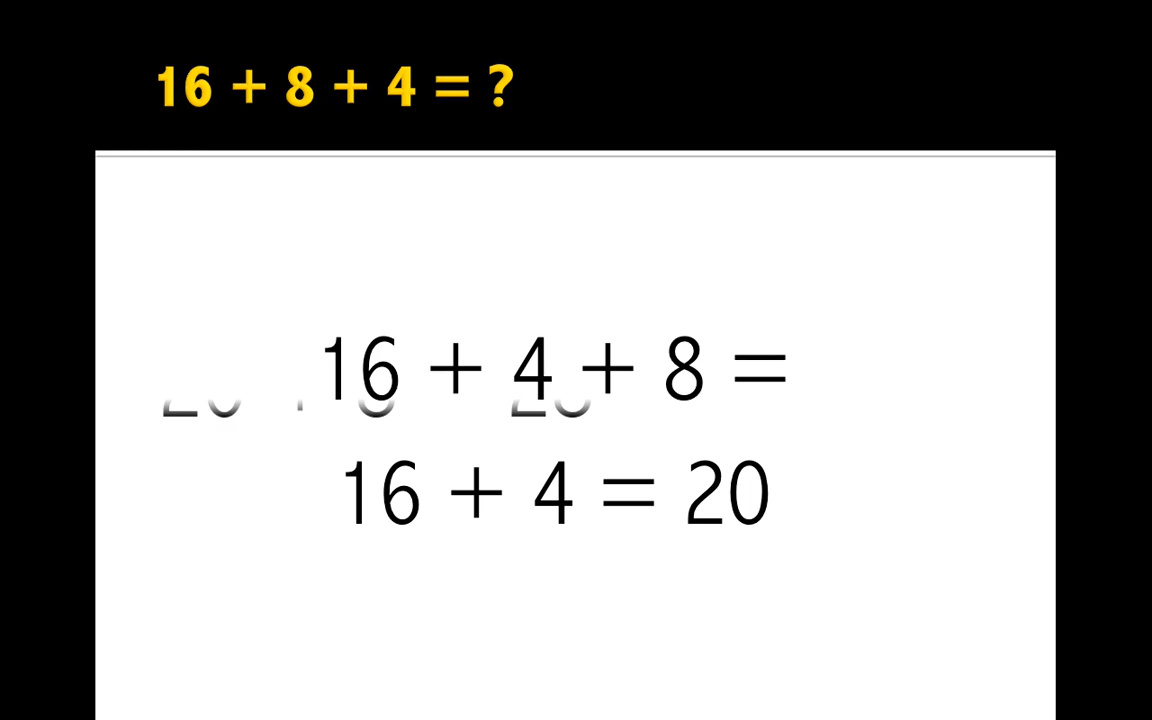 16 + 8 + 4 = ?
16 + 4 + 8 =
16 + 4 = 20